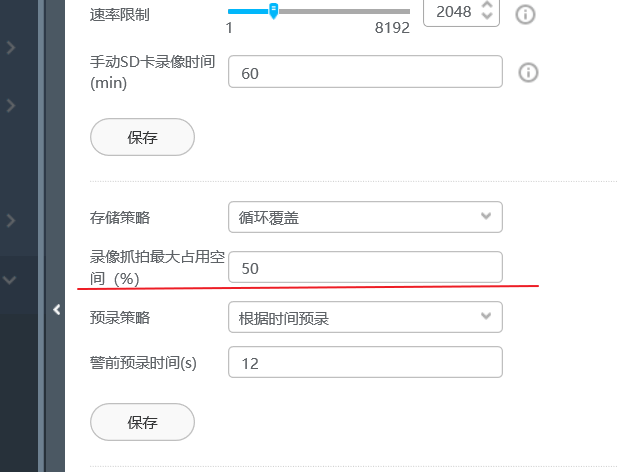 速率限制
2048
1
8192
手动SD卡录像时间
(min)
60
保存
存储策略
循环覆盖
录像抓拍最大占用空
间（%）
50
预录策略
根据时间预录
警前预录时间(s)
12
保存